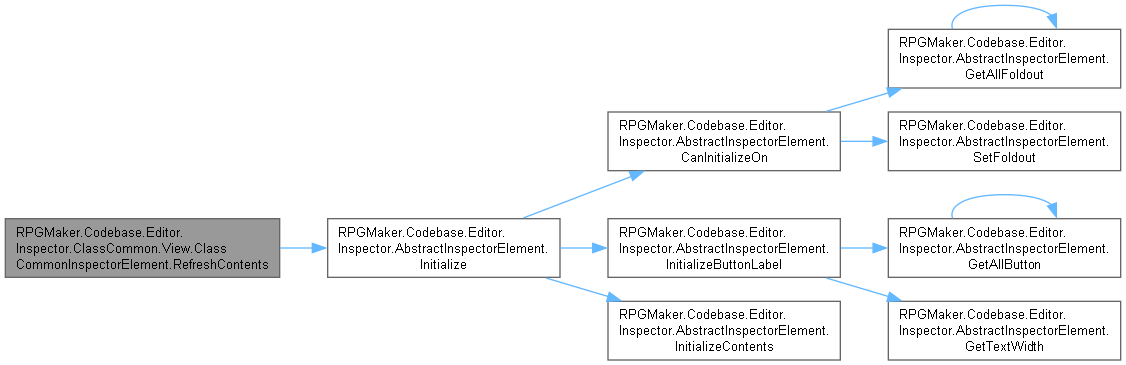 RPGMaker.Codebase.Editor.
Inspector.AbstractInspectorElement.
GetAllFoldout
RPGMaker.Codebase.Editor.
Inspector.AbstractInspectorElement.
CanInitializeOn
RPGMaker.Codebase.Editor.
Inspector.AbstractInspectorElement.
SetFoldout
RPGMaker.Codebase.Editor.
Inspector.ClassCommon.View.Class
CommonInspectorElement.RefreshContents
RPGMaker.Codebase.Editor.
Inspector.AbstractInspectorElement.
Initialize
RPGMaker.Codebase.Editor.
Inspector.AbstractInspectorElement.
InitializeButtonLabel
RPGMaker.Codebase.Editor.
Inspector.AbstractInspectorElement.
GetAllButton
RPGMaker.Codebase.Editor.
Inspector.AbstractInspectorElement.
InitializeContents
RPGMaker.Codebase.Editor.
Inspector.AbstractInspectorElement.
GetTextWidth